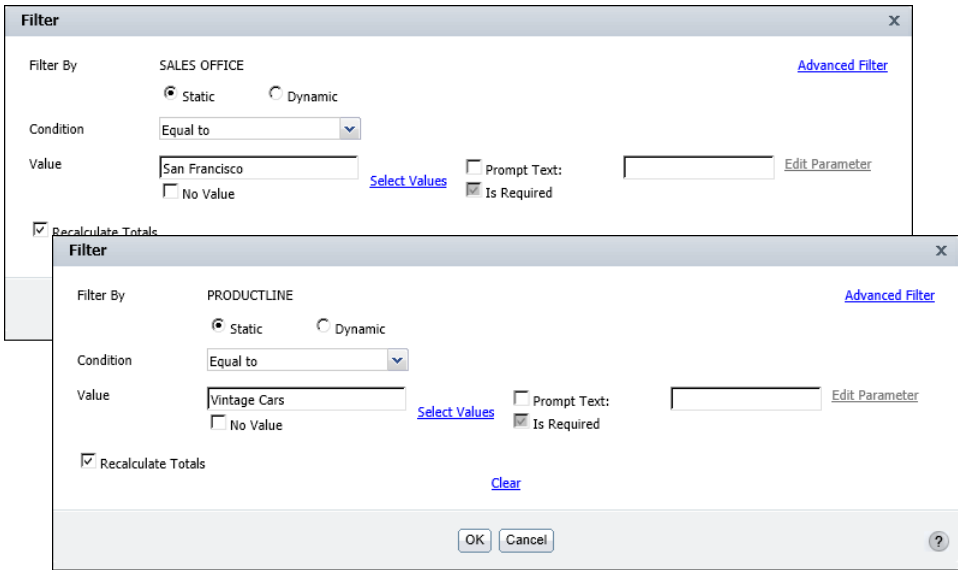 Filter x
Filter By SALES OFFICE Advanced Filter
Static Dynamic
Condition Equal to
Value San Francisco Select Values Prompt Text: Edit Parameter
No Value Is Required
Recalculate Totals
Filter x
Filter By PRODUCTLINE Advanced Filter
Static Dynamic
Condition Equal to
Value Vintage Cars Select Values Prompt Text: Edit Parameter
No Value Is Required
Recalculate Totals
Clear
OK Cancel ?